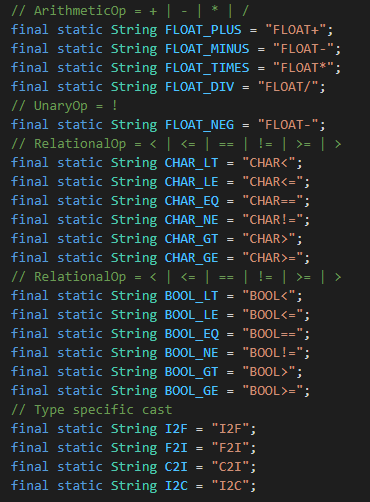 // ArithmeticOp = + | - | * | /
final static String FLOAT_PLUS = "FLOAT+";
final static String FLOAT_MINUS = "FLOAT-";
final static String FLOAT_TIMES = "FLOAT*";
final static String FLOAT_DIV = "FLOAT/";
// UnaryOp = !
final static String FLOAT_NEG = "FLOAT-";
// RelationalOp = < | <= | == | != | >= | >
final static String CHAR_LT = "CHAR<";
final static String CHAR_LE = "CHAR<=";
final static String CHAR_EQ = "CHAR==";
final static String CHAR_NE = "CHAR!=";
final static String CHAR_GT = "CHAR>";
final static String CHAR_GE = "CHAR>=";
// RelationalOp = < | <= | == | != | >= | >
final static String BOOL_LT = "BOOL<";
final static String BOOL_LE = "BOOL<=";
final static String BOOL_EQ = "BOOL==";
final static String BOOL_NE = "BOOL!=";
final static String BOOL_GT = "BOOL>";
final static String BOOL_GE = "BOOL>=";
// Type specific cast
final static String I2F = "I2F";
final static String F2I = "F2I";
final static String C2I = "C2I";
final static String I2C = "I2C";